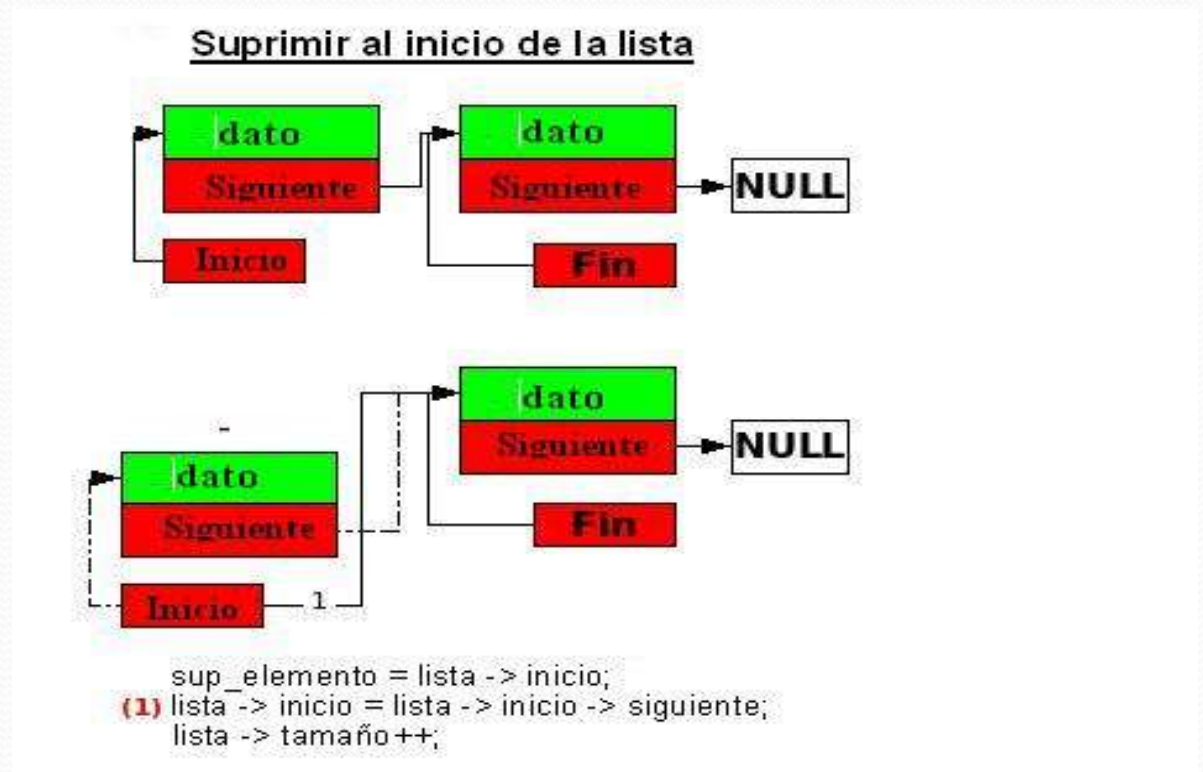 Suprimir al inicio de la lista
dato
dato
Siguiente
Siguiente
NULL
Inicio
Fin
dato
Siguiente
NULL
-
dato
Siguiente
Fin
Inicio
1
sup_elemento = lista -> inicio;
(1) lista -> inicio = lista -> inicio -> siguiente;
lista -> tamaño++;